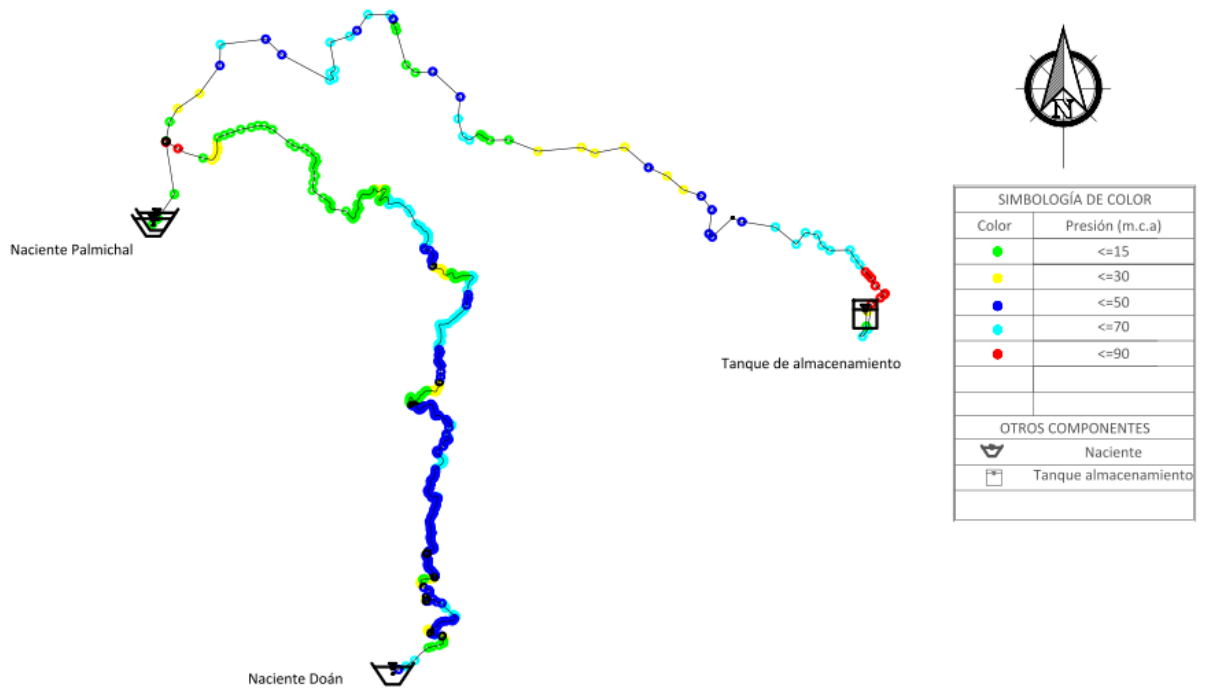 N
Naciente Palmichal
SIMBOLOGÍA DE COLOR
Color Presión (m.c.a)
<=15
<=30
<=50
<=70
<=90
Tanque de almacenamiento
OTROS COMPONENTES
Naciente
Tanque almacenamiento
Naciente Doán